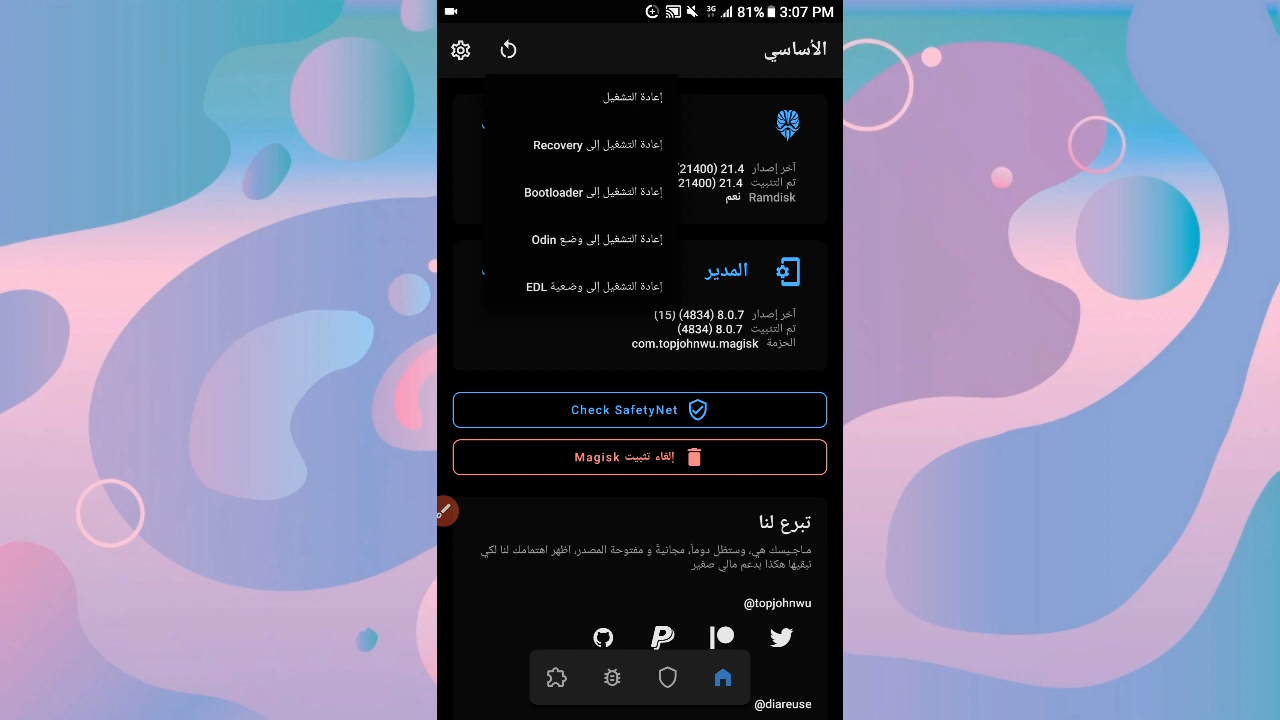 3G 81% 3:07 PM
الأساسي
إعادة التشغيل
إعادة التشغيل إلى Recovery
إعادة التشغيل إلى Bootloader
إعادة التشغيل إلى وضع Odin
إعادة التشغيل إلى وضعية EDL
آخر إصدار 21.4 (21400)
تم التثبيت 21.4 (21400
Ramdisk نعم
المدير
آخر إصدار 8.0.7 (4834) (15)
تم التثبيت 8.0.7 (4834)
الحزمة com.topjohnwu.magisk
Check SafetyNet
إلغاء تثبيت Magisk
تبرع لنا
ماجيسك هي، وستظل دوماً، مجانيةً و مفتوحة المصدر، اظهر اهتمامك لنا لكي
نبقيها هكذا بدعم مالي صغير
@topjohnwu
@diareuse